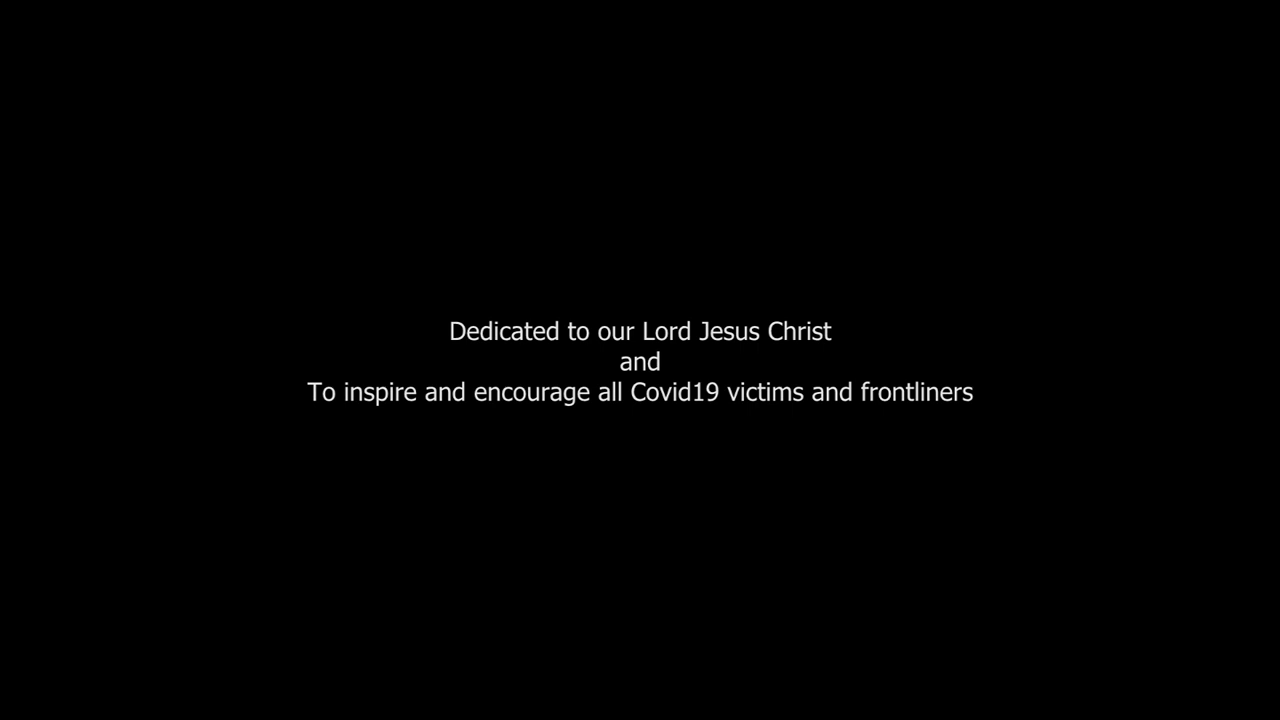 Dedicated to our Lord Jesus Christ
and
To inspire and encourage all Covid19 victims and frontliners